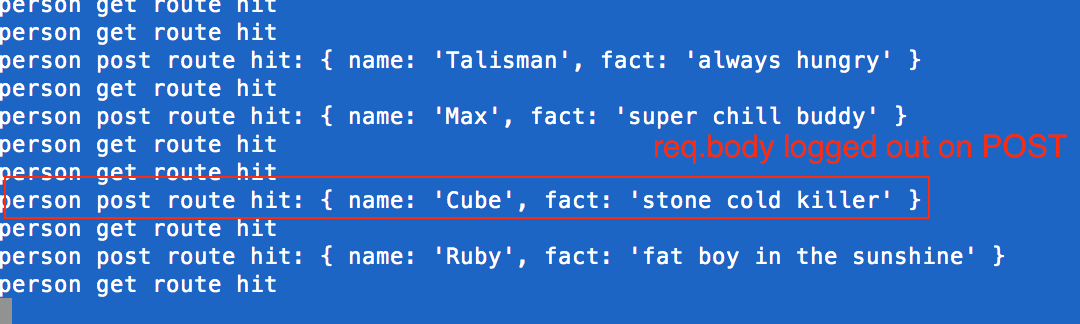 person get route hit
person get route hit
person post route hit: { name: 'Talisman', fact: 'always hungry' }
person get route hit
person post route hit: { name: 'Max', fact: 'super chill buddy' }
person get route hit
req.body logged out on POST
person get route hit
person post route hit: { name: 'Cube', fact: 'stone cold killer' }
person get route hit
person post route hit: { name: 'Ruby', fact: 'fat boy in the sunshine' }
person get route hit